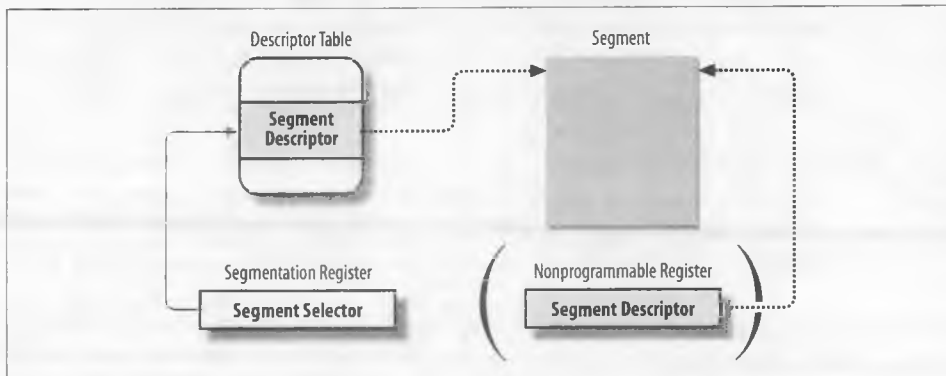 Descriptor Table
Segment
Segment
Descriptor
Segmentation Register
Segment Selector
Nonprogrammable Register
Segment Descriptor